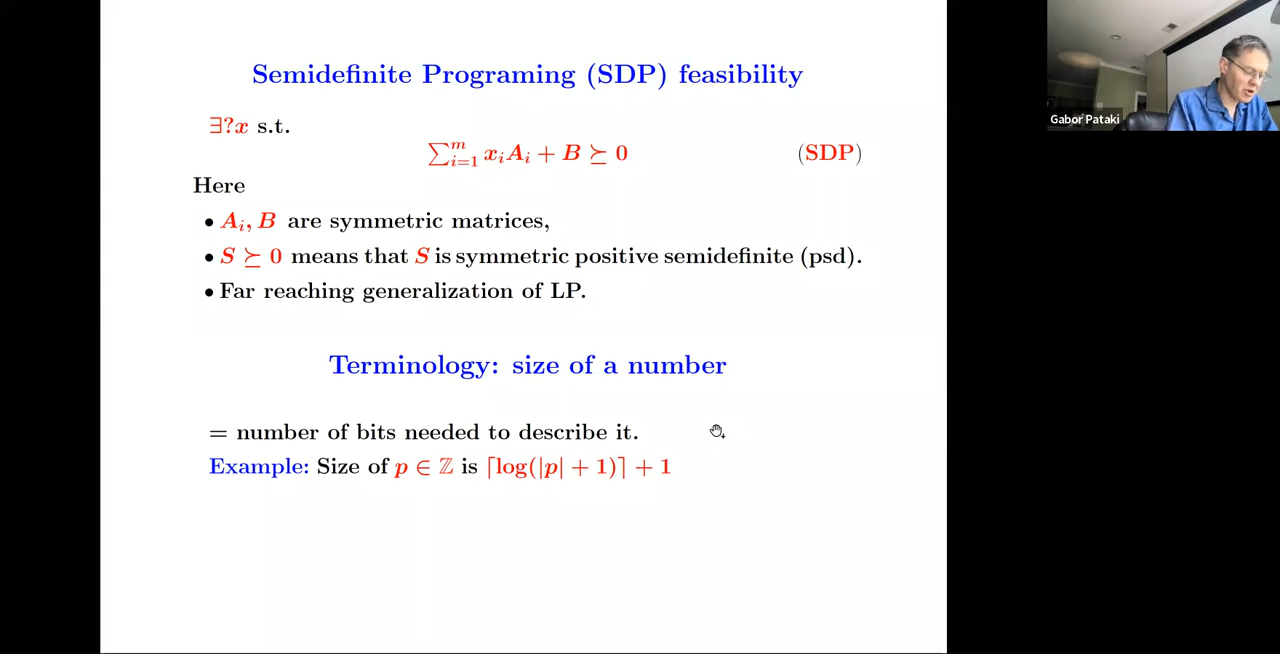 Semidefinite Programing (SDP) feasibility
∃?x s.t.
∑ᵐᵢ₌₁ xᵢAᵢ + B ⪰ 0 (SDP)
Here
• Aᵢ, B are symmetric matrices,
• S ⪰ 0 means that S is symmetric positive semidefinite (psd).
• Far reaching generalization of LP.
Terminology: size of a number
= number of bits needed to describe it.
Example: Size of p ∈ ℤ is ⌈log(|p| + 1)⌉ + 1
Gabor Pataki